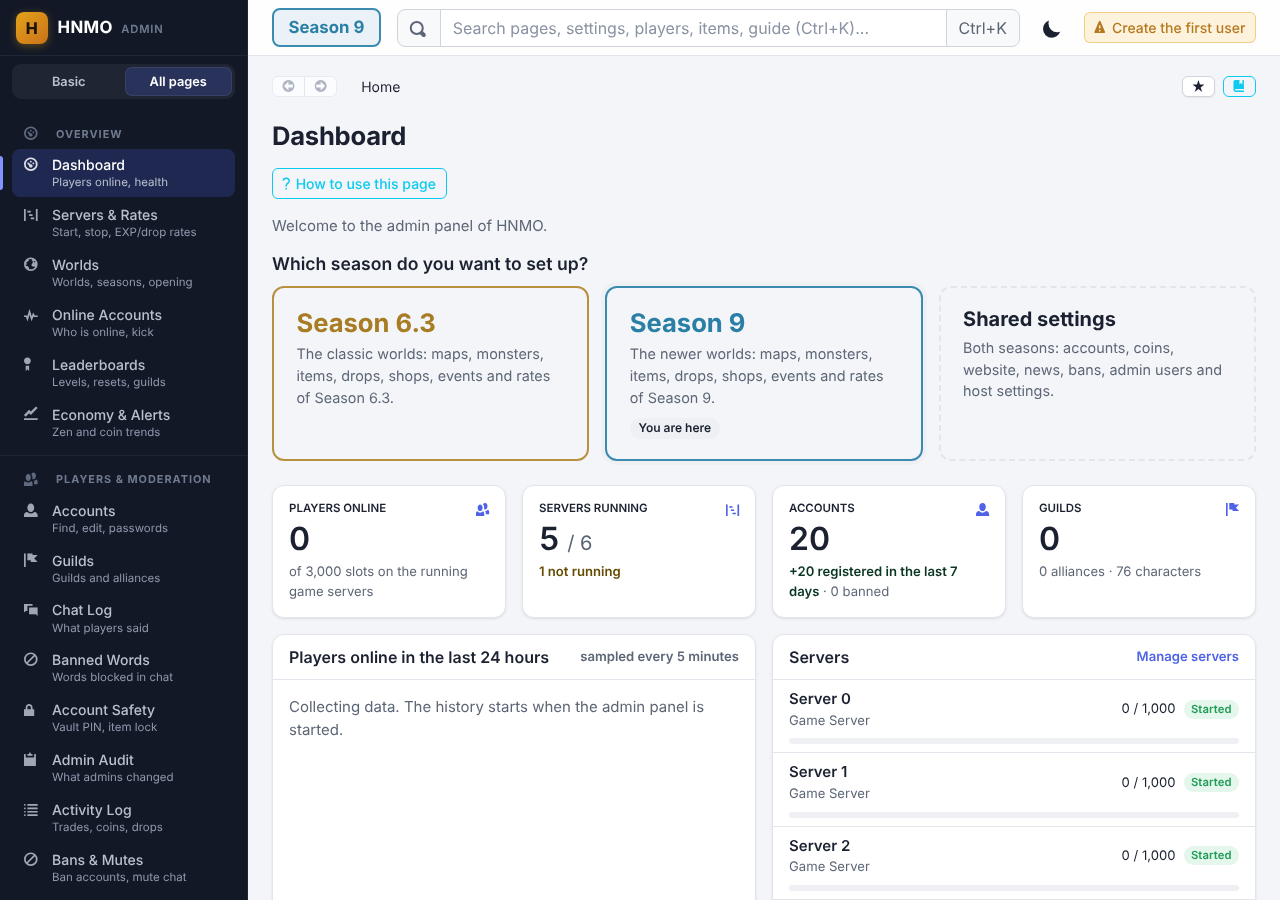 H HNMO ADMIN
Basic All pages
OVERVIEW
Dashboard
Players online, health
Servers & Rates
Start, stop, EXP/drop rates
Worlds
Worlds, seasons, opening
Online Accounts
Who is online, kick
Leaderboards
Levels, resets, guilds
Economy & Alerts
Zen and coin trends
PLAYERS & MODERATION
Accounts
Find, edit, passwords
Guilds
Guilds and alliances
Chat Log
What players said
Banned Words
Words blocked in chat
Account Safety
Vault PIN, item lock
Admin Audit
What admins changed
Activity Log
Trades, coins, drops
Bans & Mutes
Ban accounts, mute chat
Season 9
Search pages, settings, players, items, guide (Ctrl+K)...
Ctrl+K
Create the first user
Home
Dashboard
? How to use this page
Welcome to the admin panel of HNMO.
Which season do you want to set up?
Season 6.3
The classic worlds: maps, monsters,
items, drops, shops, events and rates
of Season 6.3.
Season 9
The newer worlds: maps, monsters,
items, drops, shops, events and rates
of Season 9.
You are here
Shared settings
Both seasons: accounts, coins,
website, news, bans, admin users and
host settings.
PLAYERS ONLINE
0
of 3,000 slots on the running
game servers
SERVERS RUNNING
5 / 6
1 not running
ACCOUNTS
20
+20 registered in the last 7
days · 0 banned
GUILDS
0
0 alliances · 76 characters
Players online in the last 24 hours
sampled every 5 minutes
Collecting data. The history starts when the admin panel is
started.
Servers
Manage servers
Server 0
Game Server
0 / 1,000 Started
Server 1
Game Server
0 / 1,000 Started
Server 2
Game Server
0 / 1,000 Started